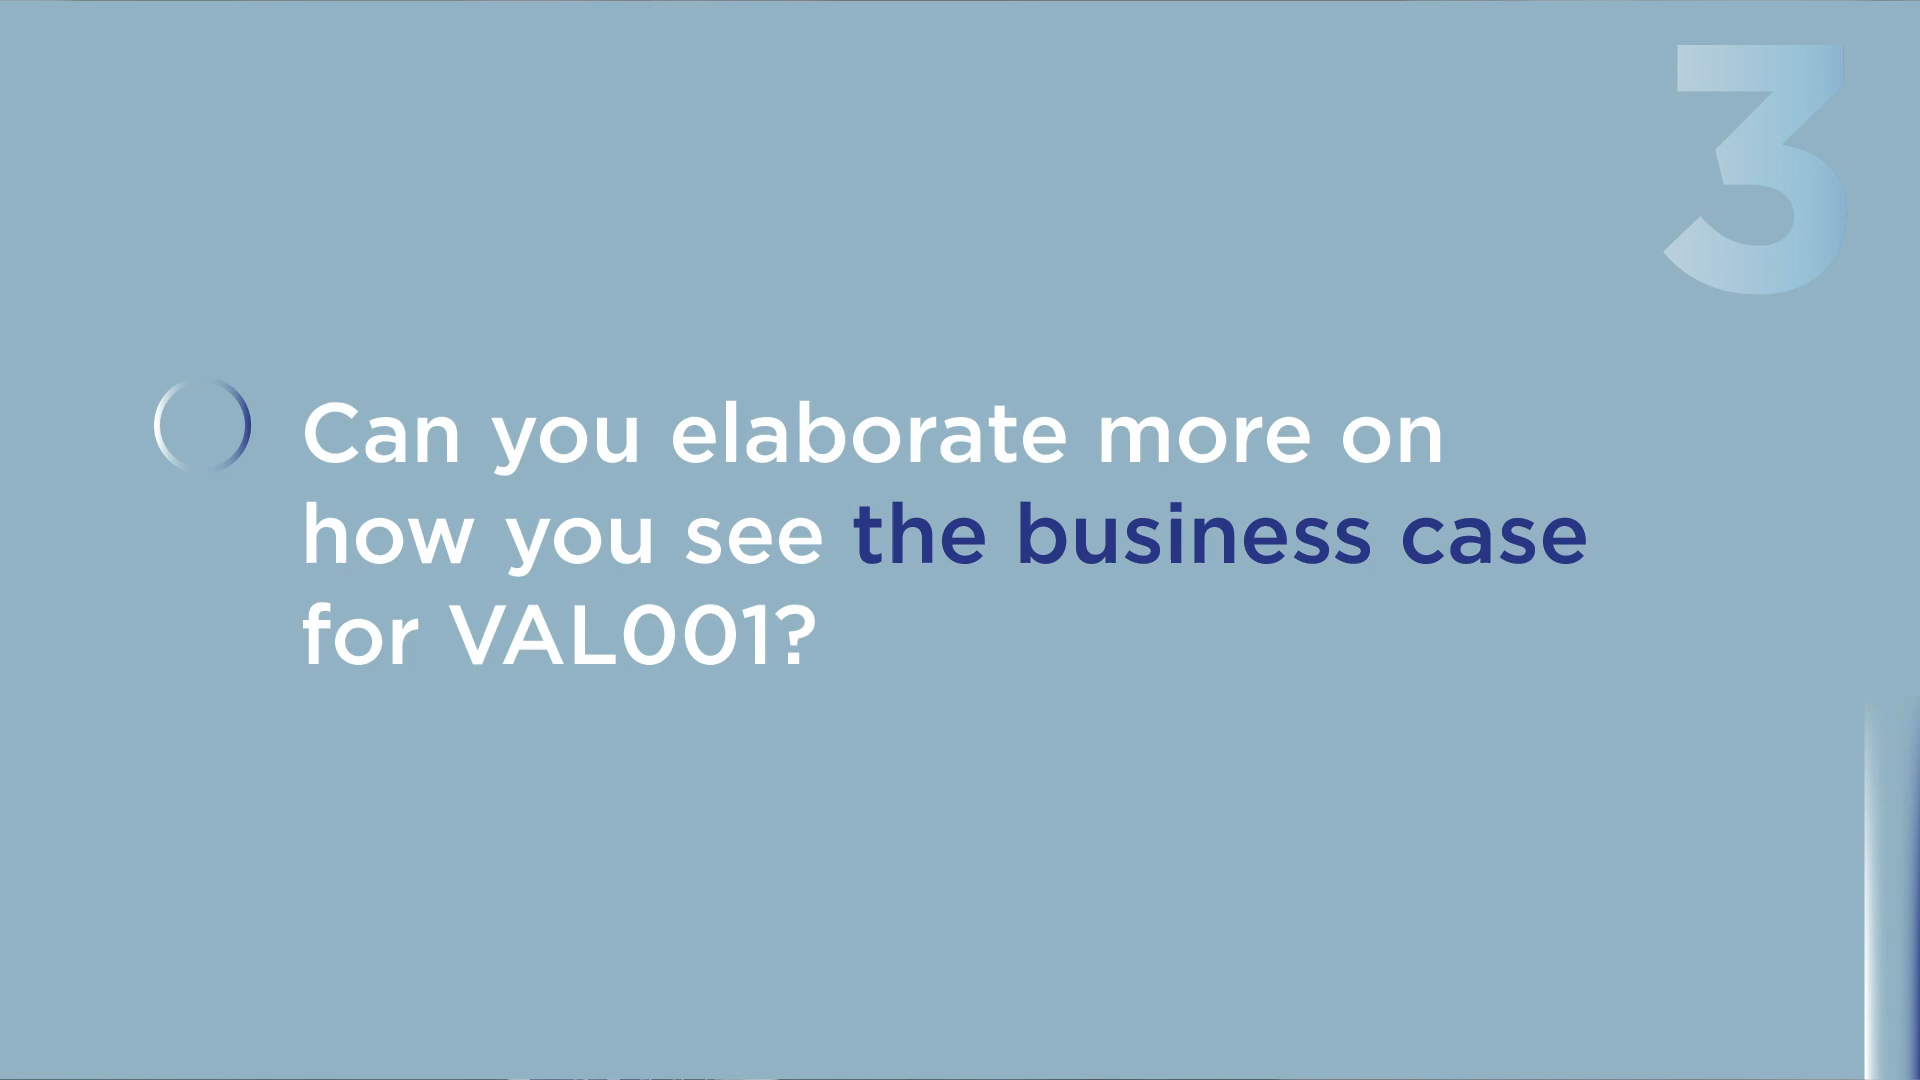 3
Can you elaborate more on
how you see the business case
for VAL001?